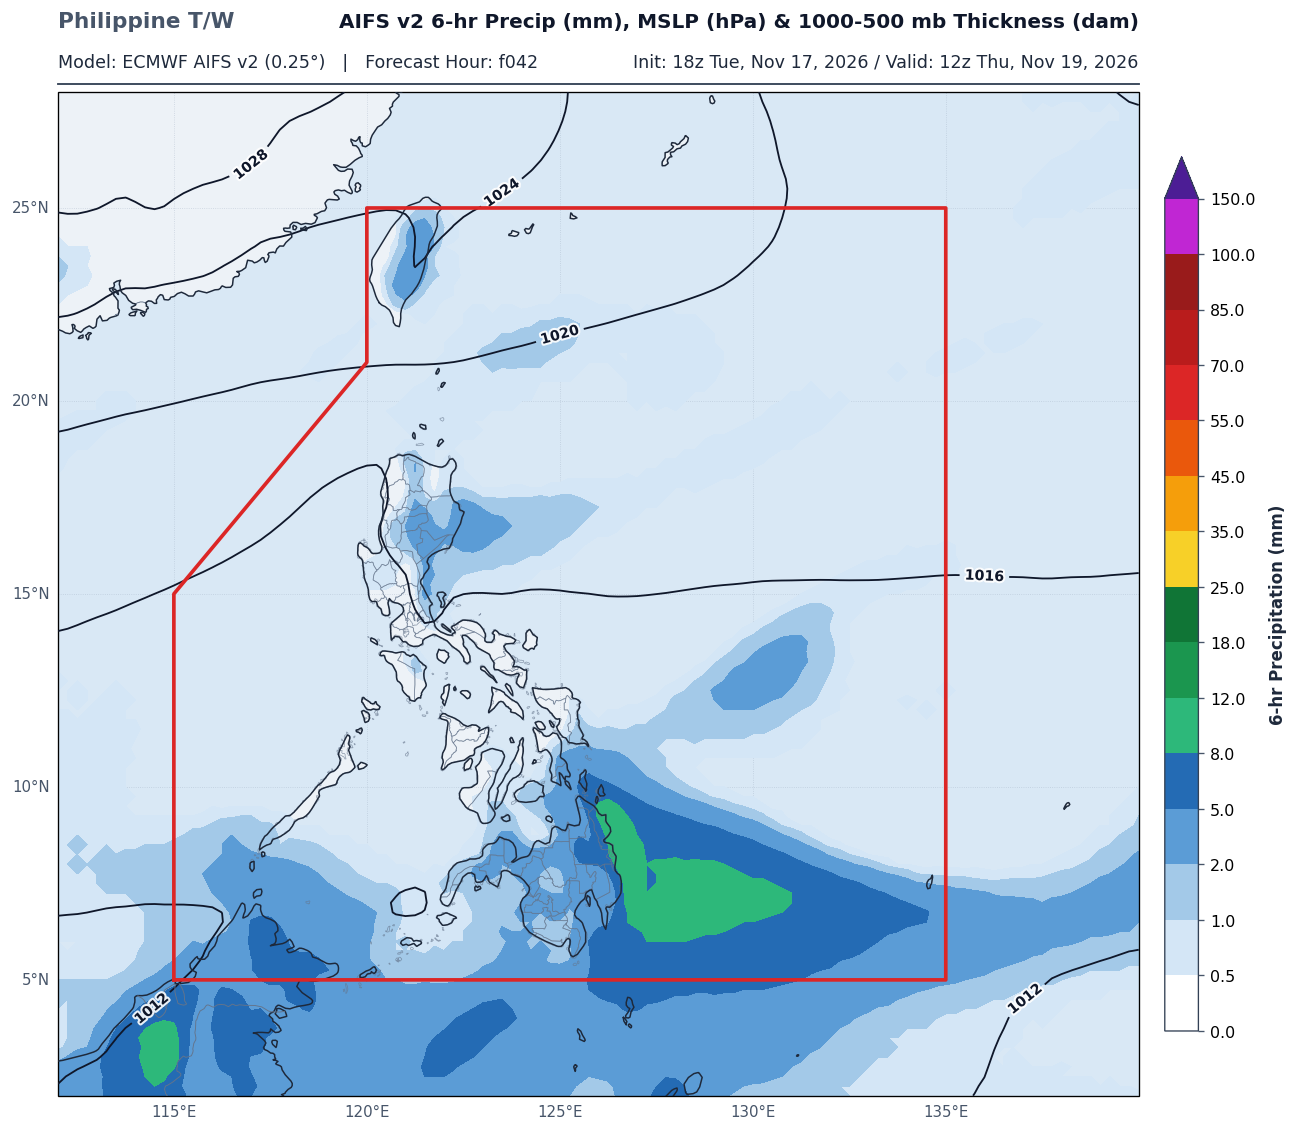 Philippine T/W
AIFS v2 6-hr Precip (mm), MSLP (hPa) & 1000-500 mb Thickness (dam)
Model: ECMWF AIFS v2 (0.25°) | Forecast Hour: f042
Init: 18z Tue, Nov 17, 2026 / Valid: 12z Thu, Nov 19, 2026
1028
1024
1020
1016
1012
1012
25°N
20°N
15°N
10°N
5°N
115°E
120°E
125°E
130°E
135°E
150.0
100.0
85.0
70.0
55.0
45.0
35.0
25.0
18.0
12.0
8.0
5.0
2.0
1.0
0.5
0.0
6-hr Precipitation (mm)